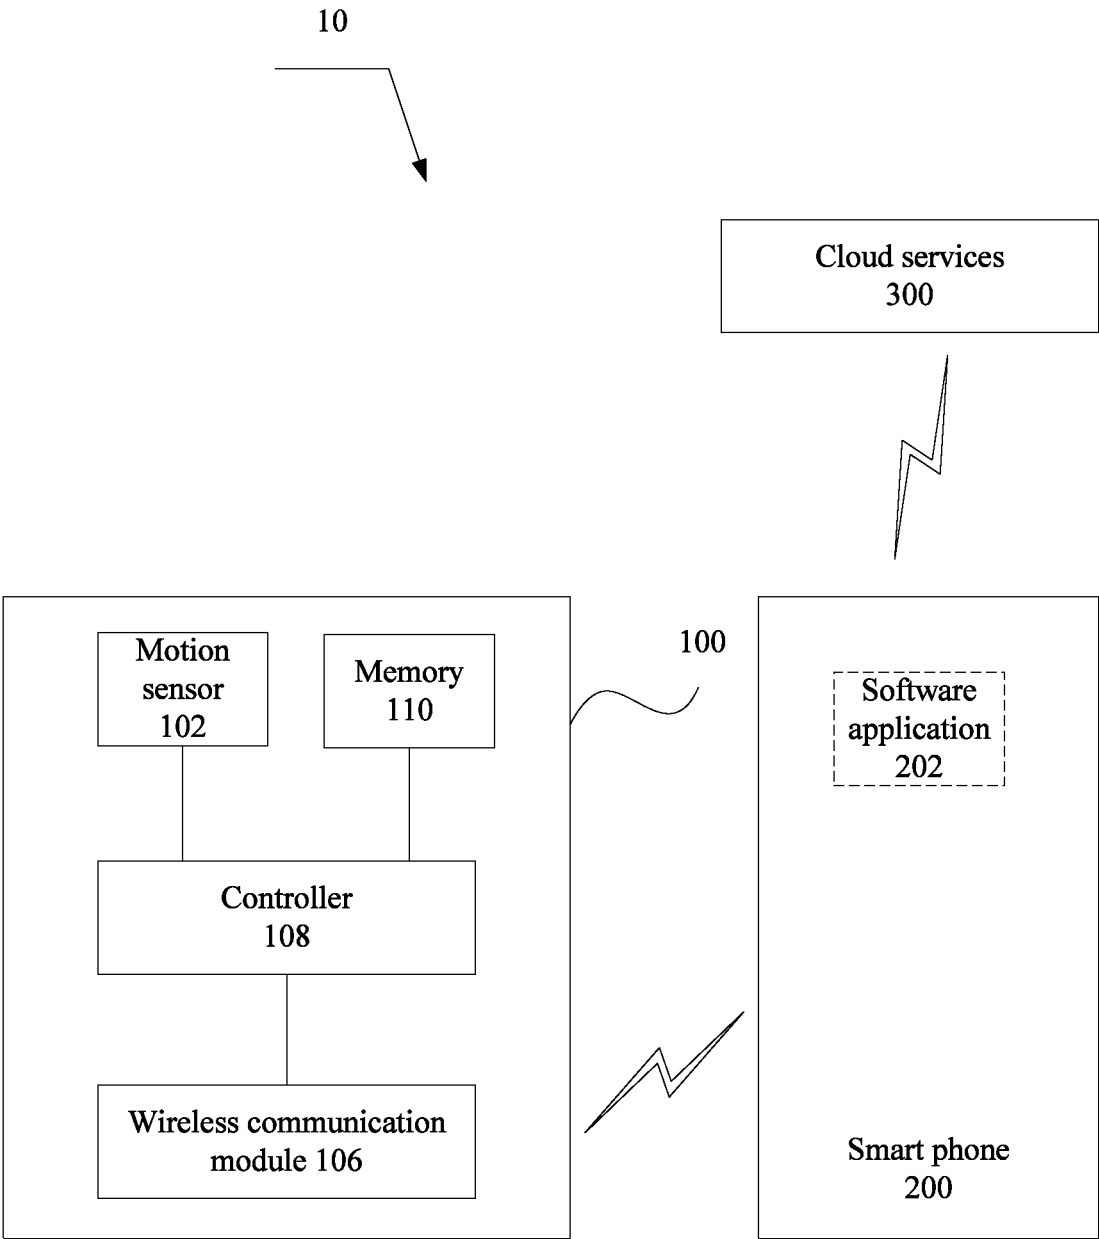 10
Cloud services
300
100
Motion
sensor
102
Memory
110
Software
application
202
Controller
108
Wireless communication
module 106
Smart phone
200